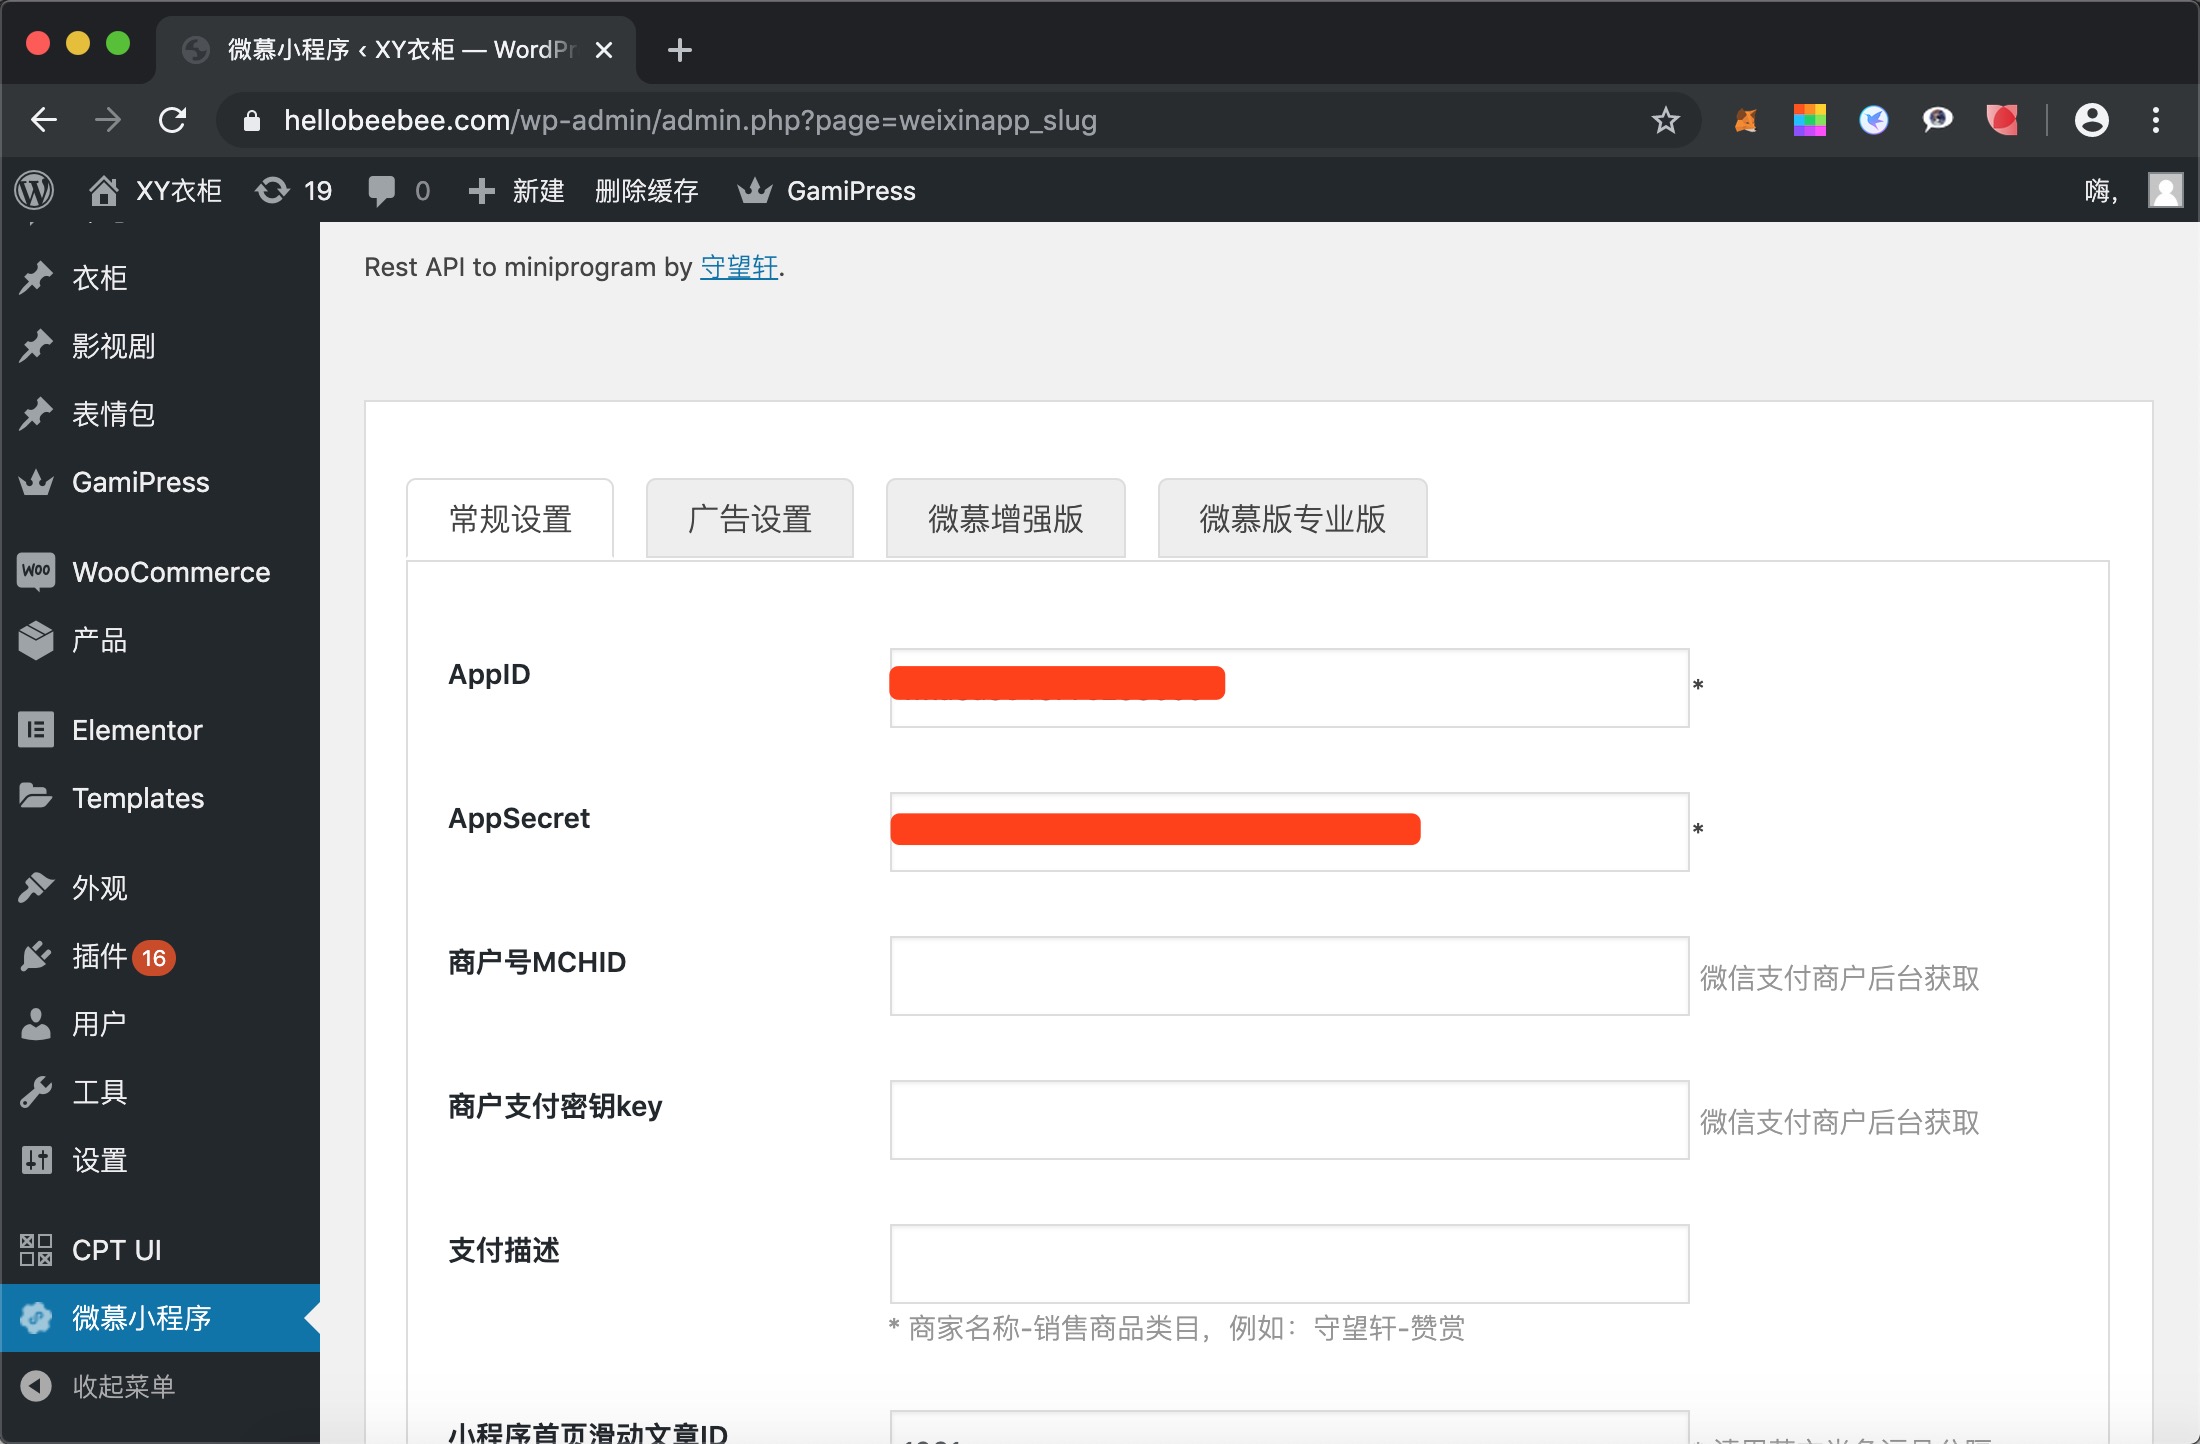 微慕小程序 ‹ XY衣柜 — WordPr
hellobeebee.com/wp-admin/admin.php?page=weixinapp_slug
XY衣柜 19 0 新建 删除缓存 GamiPress 嗨,
衣柜
影视剧
表情包
GamiPress
WooCommerce
产品
Elementor
Templates
外观
插件 16
用户
工具
设置
CPT UI
微慕小程序
收起菜单
Rest API to miniprogram by 守望轩.
常规设置 广告设置 微慕增强版 微慕版专业版
AppID *
AppSecret *
商户号MCHID 微信支付商户后台获取
商户支付密钥key 微信支付商户后台获取
支付描述
* 商家名称-销售商品类目，例如：守望轩-赞赏
小程序首页滑动文章ID